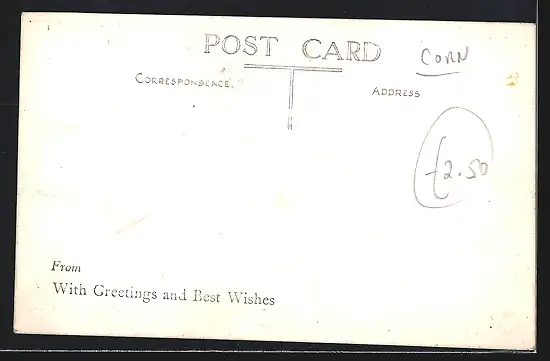 POST CARD
CORN
CORRESPONDENCE.
ADDRESS
£2.50
From
With Greetings and Best Wishes